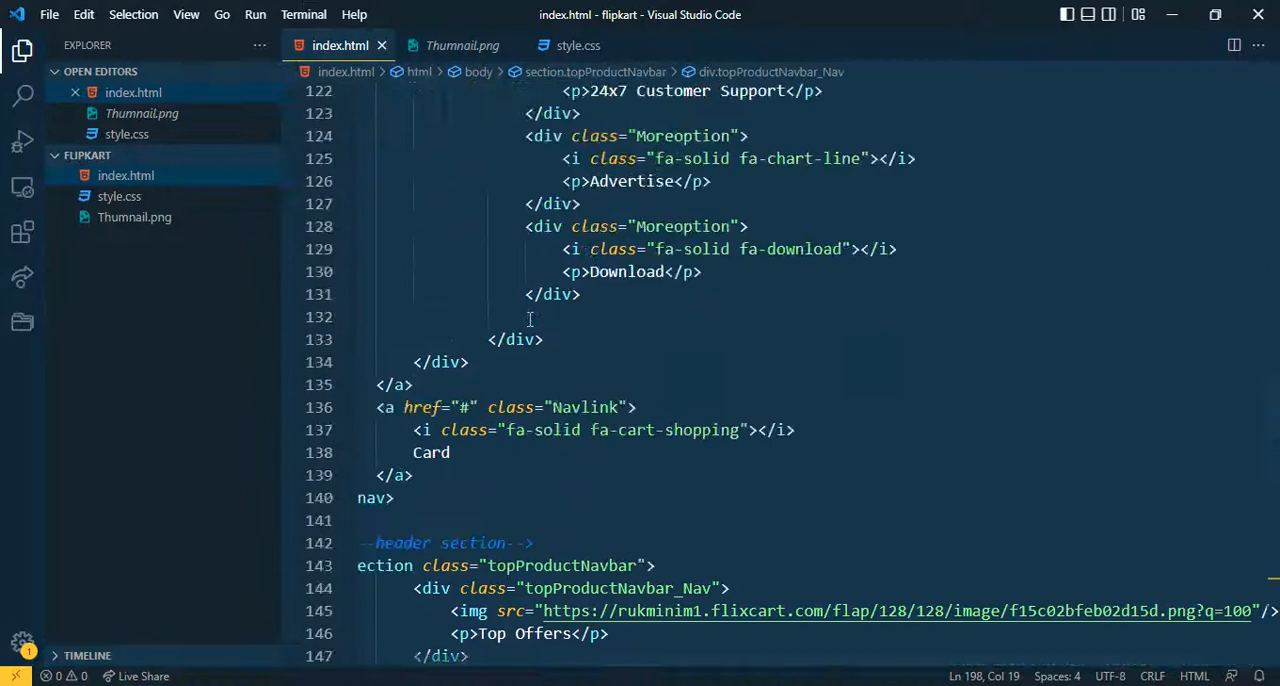 File Edit Selection View Go Run Terminal Help
index.html - flipkart - Visual Studio Code
EXPLORER
index.html
Thumnail.png
style.css
OPEN EDITORS
index.html > html > body > section.topProductNavbar > div.topProductNavbar_Nav
index.html
Thumnail.png
style.css
FLIPKART
index.html
style.css
Thumnail.png
122 <p>24x7 Customer Support</p>
123 </div>
124 <div class="Moreoption">
125 <i class="fa-solid fa-chart-line"></i>
126 <p>Advertise</p>
127 </div>
128 <div class="Moreoption">
129 <i class="fa-solid fa-download"></i>
130 <p>Download</p>
131 </div>
132
133 </div>
134 </div>
135 </a>
136 <a href="#" class="Navlink">
137 <i class="fa-solid fa-cart-shopping"></i>
138 Card
139 </a>
140 nav>
141
142 --header section-->
143 ection class="topProductNavbar">
144 <div class="topProductNavbar_Nav">
145 <img src="https://rukminim1.flixcart.com/flap/128/128/image/f15c02bfeb02d15d.png?q=100"/>
146 <p>Top Offers</p>
147 </div>
TIMELINE
1
0 0 Live Share
Ln 198, Col 19 Spaces: 4 UTF-8 CRLF HTML